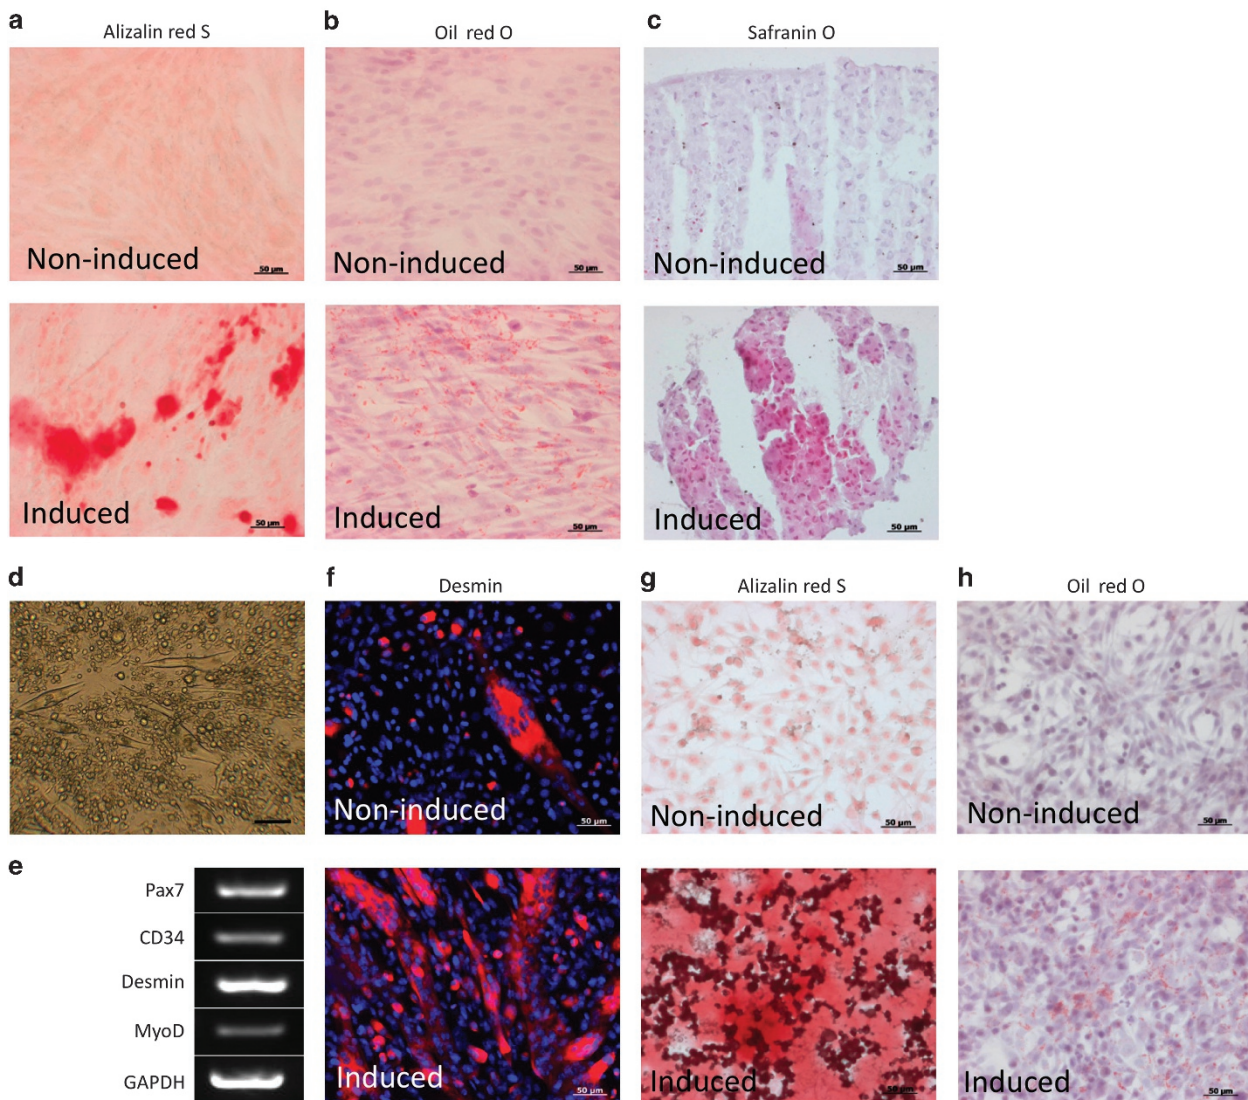 a
Alizalin red S
b
Oil red O
c
Safranin O
Non-induced
50 µm
Non-induced
50 µm
Non-induced
50 µm
Induced
50 µm
Induced
50 µm
Induced
50 µm
d
f
Desmin
g
Alizalin red S
h
Oil red O
Non-induced
50 µm
Non-induced
50 µm
Non-induced
50 µm
e
Pax7
CD34
Desmin
MyoD
GAPDH
Induced
50 µm
Induced
50 µm
Induced
50 µm